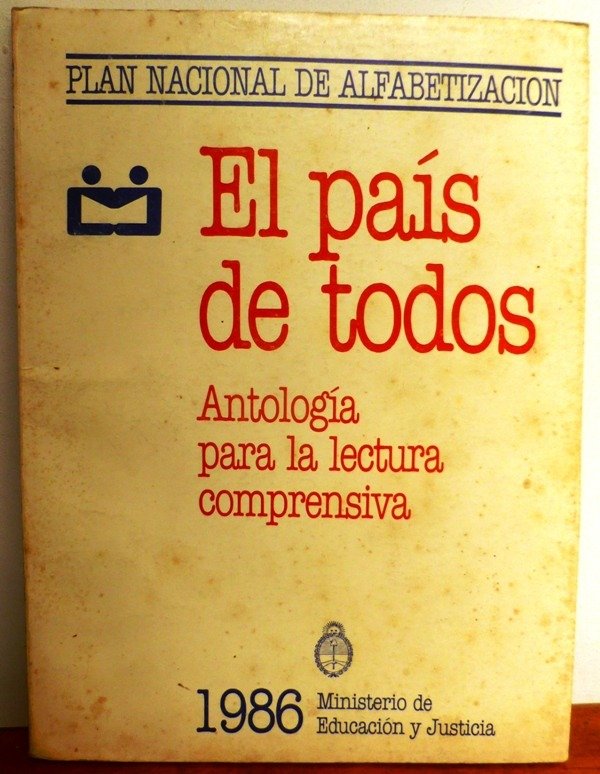 PLAN NACIONAL DE ALFABETIZACION
El país
de todos
Antología
para la lectura
comprensiva
1986 Ministerio de
Educación y Justicia